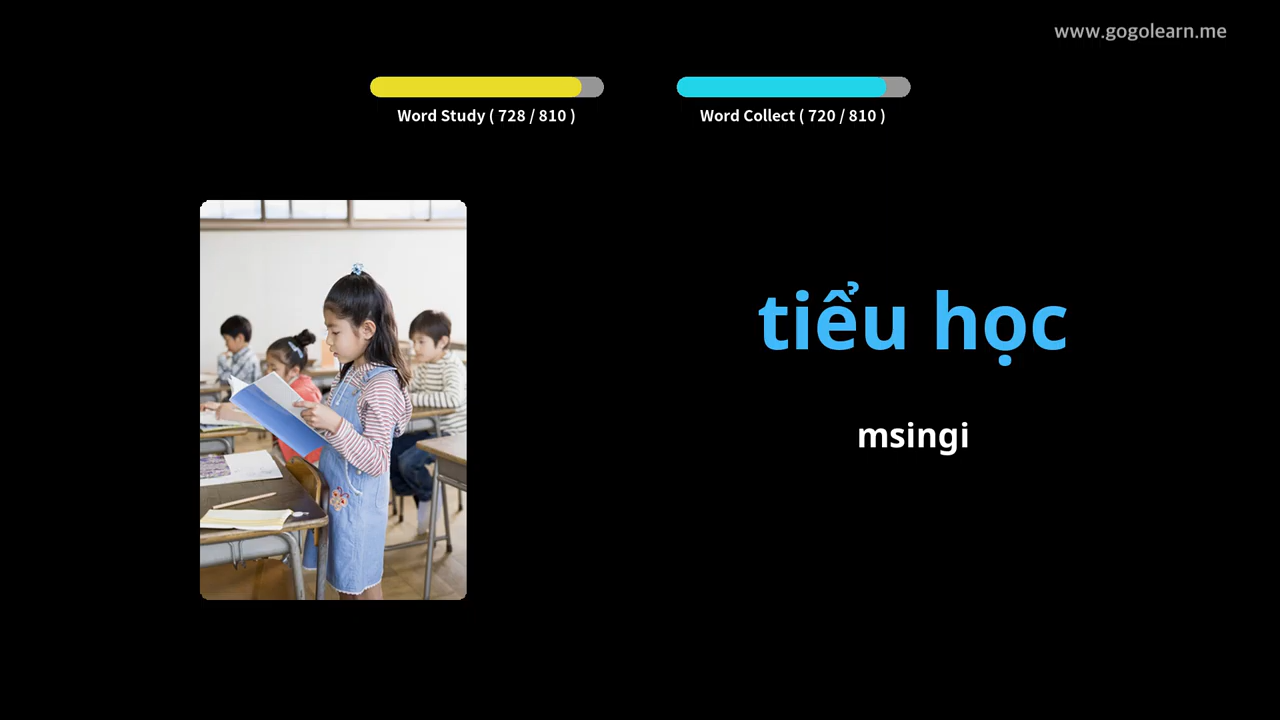 www.gogolearn.me
Word Study ( 728 / 810 )
Word Collect ( 720 / 810 )
tiểu học
msingi